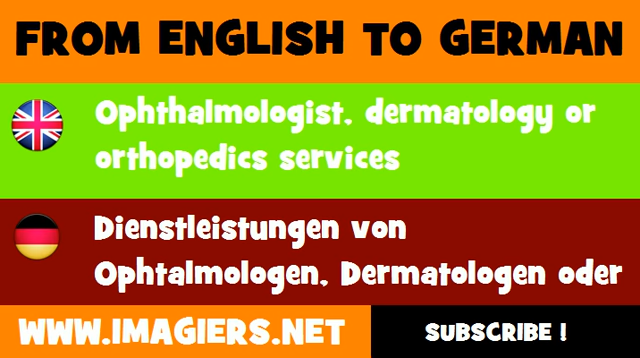 FROM ENGLISH TO GERMAN
Ophthalmologist, dermatology or
orthopedics services
Dienstleistungen von
Ophtalmologen, Dermatologen oder
WWW.IMAGIERS.NET
SUBSCRIBE !